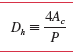 D_h ≡ 4A_c / P